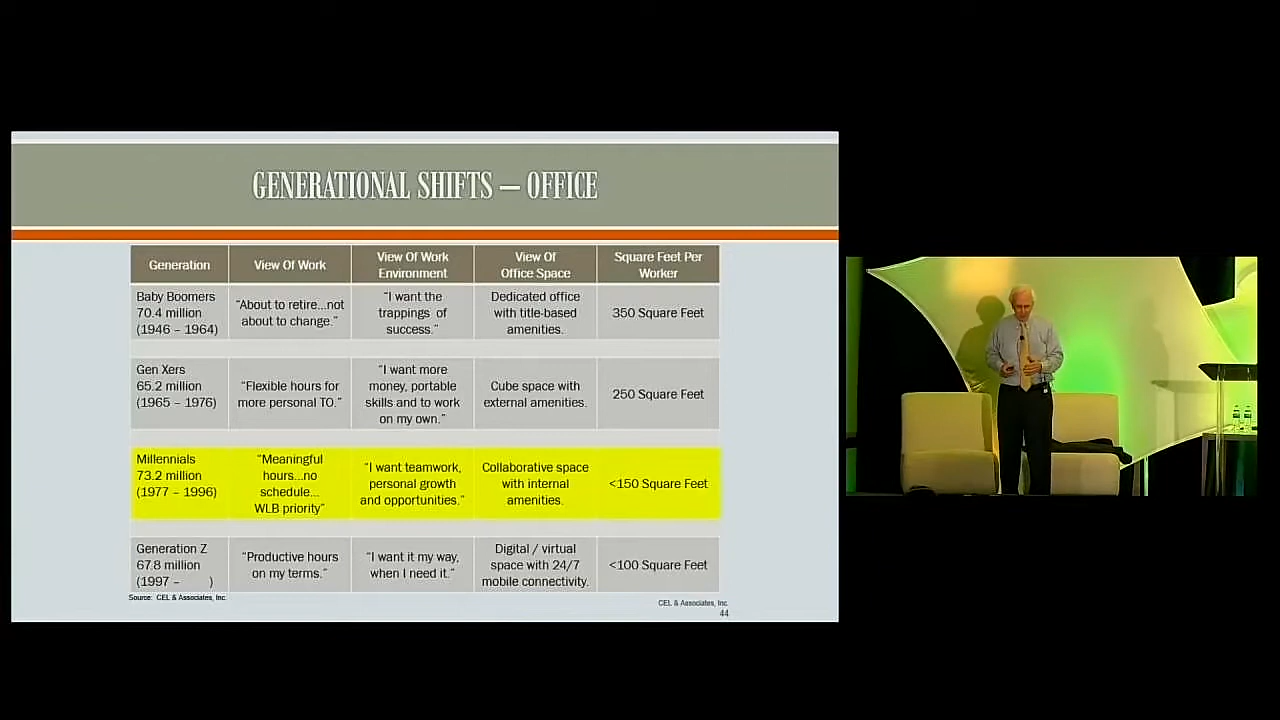 GENERATIONAL SHIFTS — OFFICE
Generation
View Of Work
View Of Work
Environment
View Of
Office Space
Square Feet Per
Worker
Baby Boomers
70.4 million
(1946 – 1964)
“About to retire...not
about to change.”
“I want the
trappings of
success.”
Dedicated office
with title-based
amenities.
350 Square Feet
Gen Xers
65.2 million
(1965 – 1976)
“Flexible hours for
more personal TO.”
“I want more
money, portable
skills and to work
on my own.”
Cube space with
external amenities.
250 Square Feet
Millennials
73.2 million
(1977 – 1996)
“Meaningful
hours...no
schedule...
WLB priority”
“I want teamwork,
personal growth
and opportunities.”
Collaborative space
with internal
amenities.
<150 Square Feet
Generation Z
67.8 million
(1997 – )
“Productive hours
on my terms.”
“I want it my way,
when I need it.”
Digital / virtual
space with 24/7
mobile connectivity.
<100 Square Feet
Source: CEL & Associates, Inc.
CEL & Associates, Inc.
44